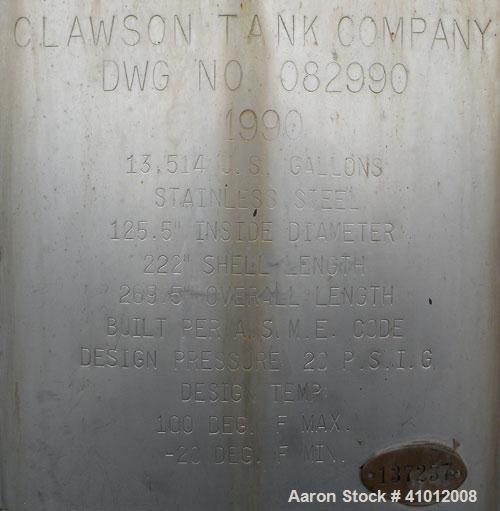 CLAWSON TANK COMPANY
DWG NO. 082990
1990
13,514 U.S. GALLONS
STAINLESS STEEL
125.5" INSIDE DIAMETER
222" SHELL LENGTH
269.5" OVERALL LENGTH
BUILT PER A.S.M.E. CODE
DESIGN PRESSURE 20 P.S.I.G
DESIGN TEMP
100 DEG. F MAX.
-20 DEG. F MIN.
137257
Aaron Stock # 41012008